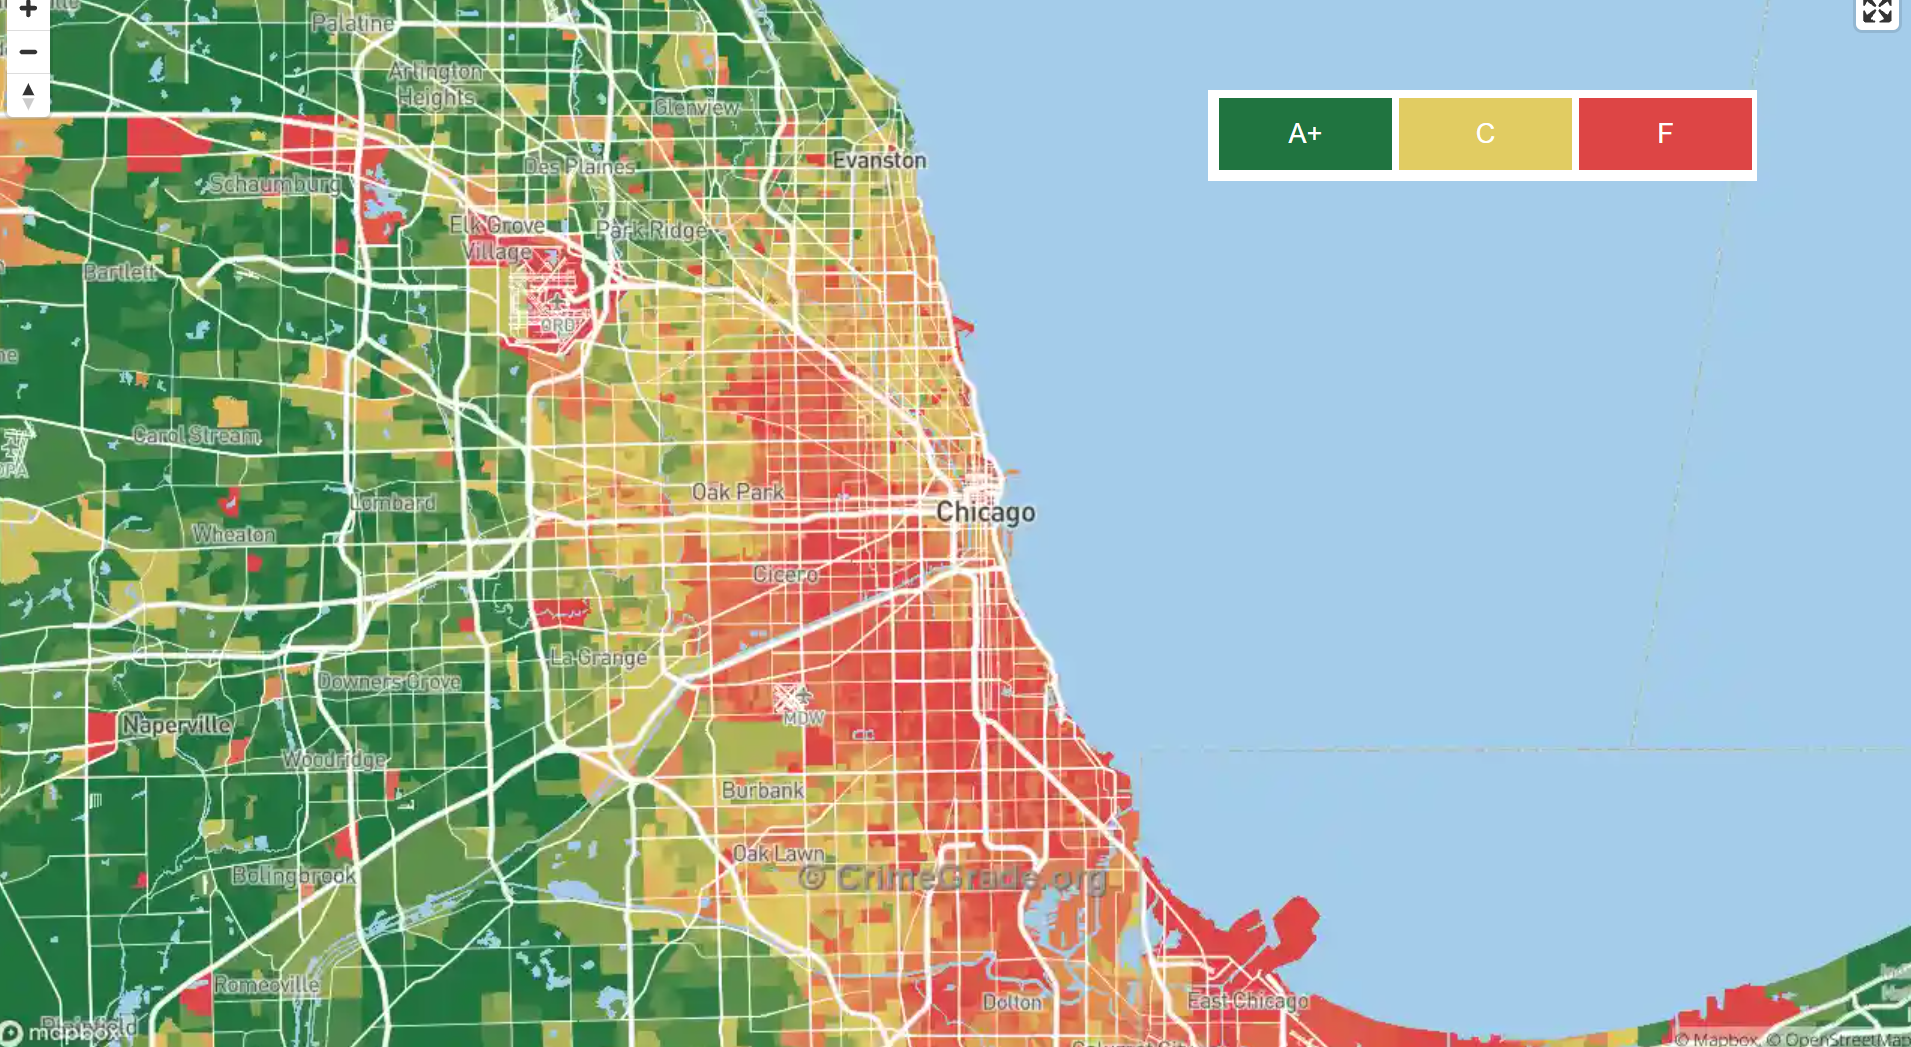 Palatine
Arlington
Heights
Glenview
A+
C
F
Des Plaines
Evanston
Schaumburg
Elk Grove
Village
Park Ridge
Bartlett
ORD
Carol Stream
Oak Park
Lombard
Chicago
Wheaton
Cicero
La Grange
Downers Grove
MDW
Naperville
Woodridge
Burbank
Oak Lawn
Bolingbrook
© CrimeGrade.org
Romeoville
Dolton
East Chicago
Plainfield
mapbox
© Mapbox, © OpenStreetMap